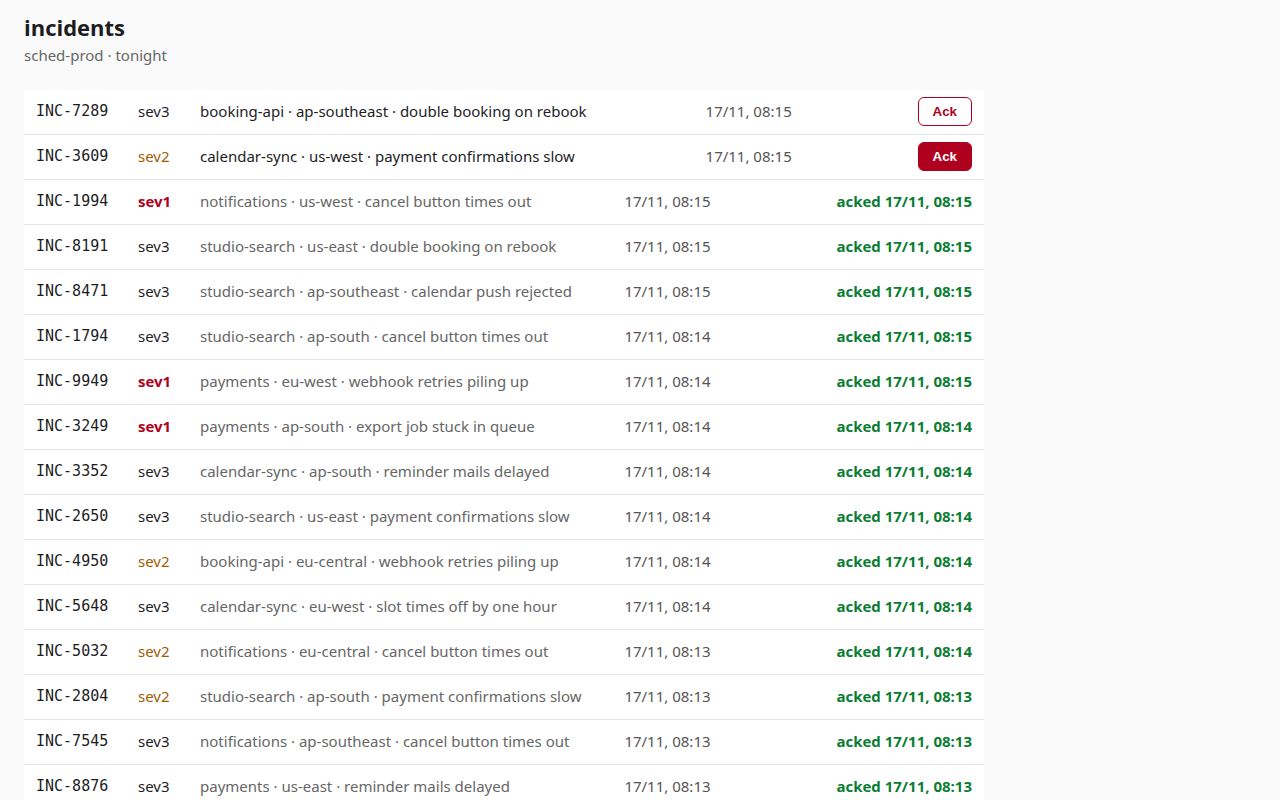 incidents
sched-prod · tonight
INC-7289 sev3 booking-api · ap-southeast · double booking on rebook 17/11, 08:15 Ack
INC-3609 sev2 calendar-sync · us-west · payment confirmations slow 17/11, 08:15 Ack
INC-1994 sev1 notifications · us-west · cancel button times out 17/11, 08:15 acked 17/11, 08:15
INC-8191 sev3 studio-search · us-east · double booking on rebook 17/11, 08:15 acked 17/11, 08:15
INC-8471 sev3 studio-search · ap-southeast · calendar push rejected 17/11, 08:15 acked 17/11, 08:15
INC-1794 sev3 studio-search · ap-south · cancel button times out 17/11, 08:14 acked 17/11, 08:15
INC-9949 sev1 payments · eu-west · webhook retries piling up 17/11, 08:14 acked 17/11, 08:15
INC-3249 sev1 payments · ap-south · export job stuck in queue 17/11, 08:14 acked 17/11, 08:14
INC-3352 sev3 calendar-sync · ap-south · reminder mails delayed 17/11, 08:14 acked 17/11, 08:14
INC-2650 sev3 studio-search · us-east · payment confirmations slow 17/11, 08:14 acked 17/11, 08:14
INC-4950 sev2 booking-api · eu-central · webhook retries piling up 17/11, 08:14 acked 17/11, 08:14
INC-5648 sev3 calendar-sync · eu-west · slot times off by one hour 17/11, 08:14 acked 17/11, 08:14
INC-5032 sev2 notifications · eu-central · cancel button times out 17/11, 08:13 acked 17/11, 08:14
INC-2804 sev2 studio-search · ap-south · payment confirmations slow 17/11, 08:13 acked 17/11, 08:13
INC-7545 sev3 notifications · ap-southeast · cancel button times out 17/11, 08:13 acked 17/11, 08:13
INC-8876 sev3 payments · us-east · reminder mails delayed 17/11, 08:13 acked 17/11, 08:13